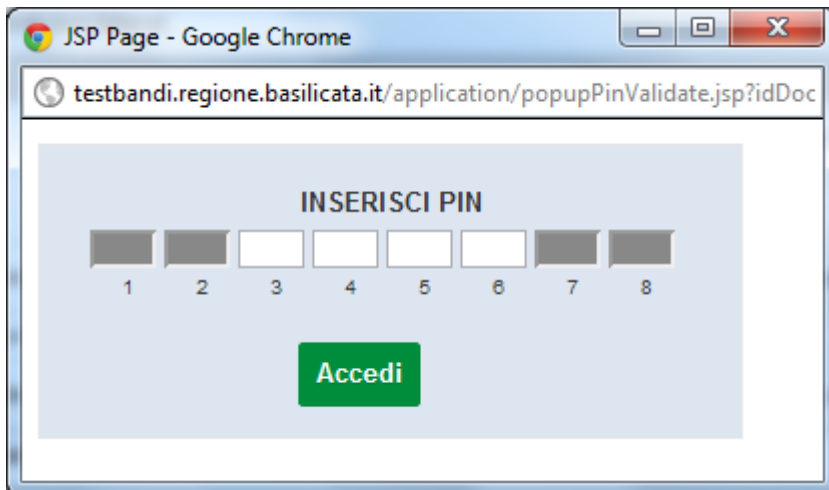 JSP Page - Google Chrome
testbandi.regione.basilicata.it/application/popupPinValidate.jsp?idDoc
INSERISCI PIN
1 2 3 4 5 6 7 8
Accedi